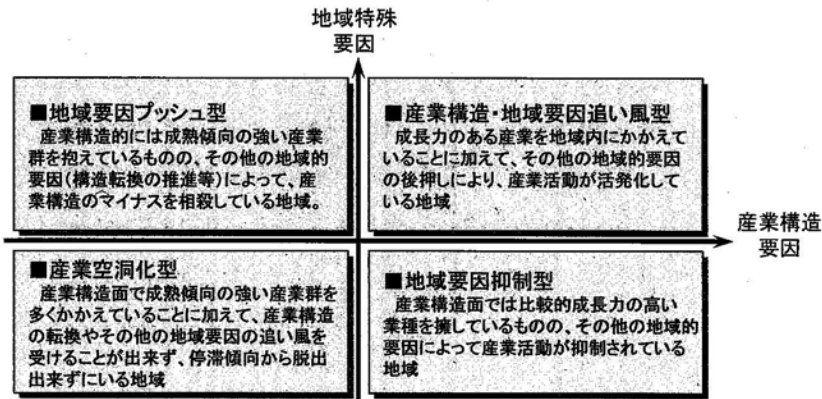 地域特殊
要因
■地域要因プッシュ型
産業構造的には成熟傾向の強い産業
群を抱えているものの、その他の地域的
要因(構造転換の推進等)によって、産
業構造のマイナスを相殺している地域。
■産業構造・地域要因追い風型
成長力のある産業を地域内にかかえて
いることに加えて、その他の地域的要因
の後押しにより、産業活動が活発化して
いる地域
産業構造
要因
■産業空洞化型
産業構造面で成熟傾向の強い産業群を
多くかかえていることに加えて、産業構造
の転換やその他の地域要因の追い風を
受けることが出来ず、停滞傾向から脱出
出来ずにいる地域
■地域要因抑制型
産業構造面では比較的成長力の高い
業種を擁しているものの、その他の地域的
要因によって産業活動が抑制されている
地域